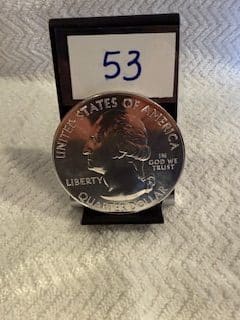 53
UNITED STATES OF AMERICA
LIBERTY
IN
GOD WE
TRUST
QUARTER DOLLAR